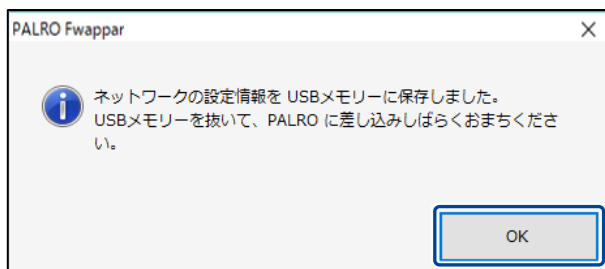 PALRO Fwappar
ネットワークの設定情報を USBメモリーに保存しました。
USBメモリーを抜いて、PALRO に差し込みしばらくおまちくださ
い。
OK